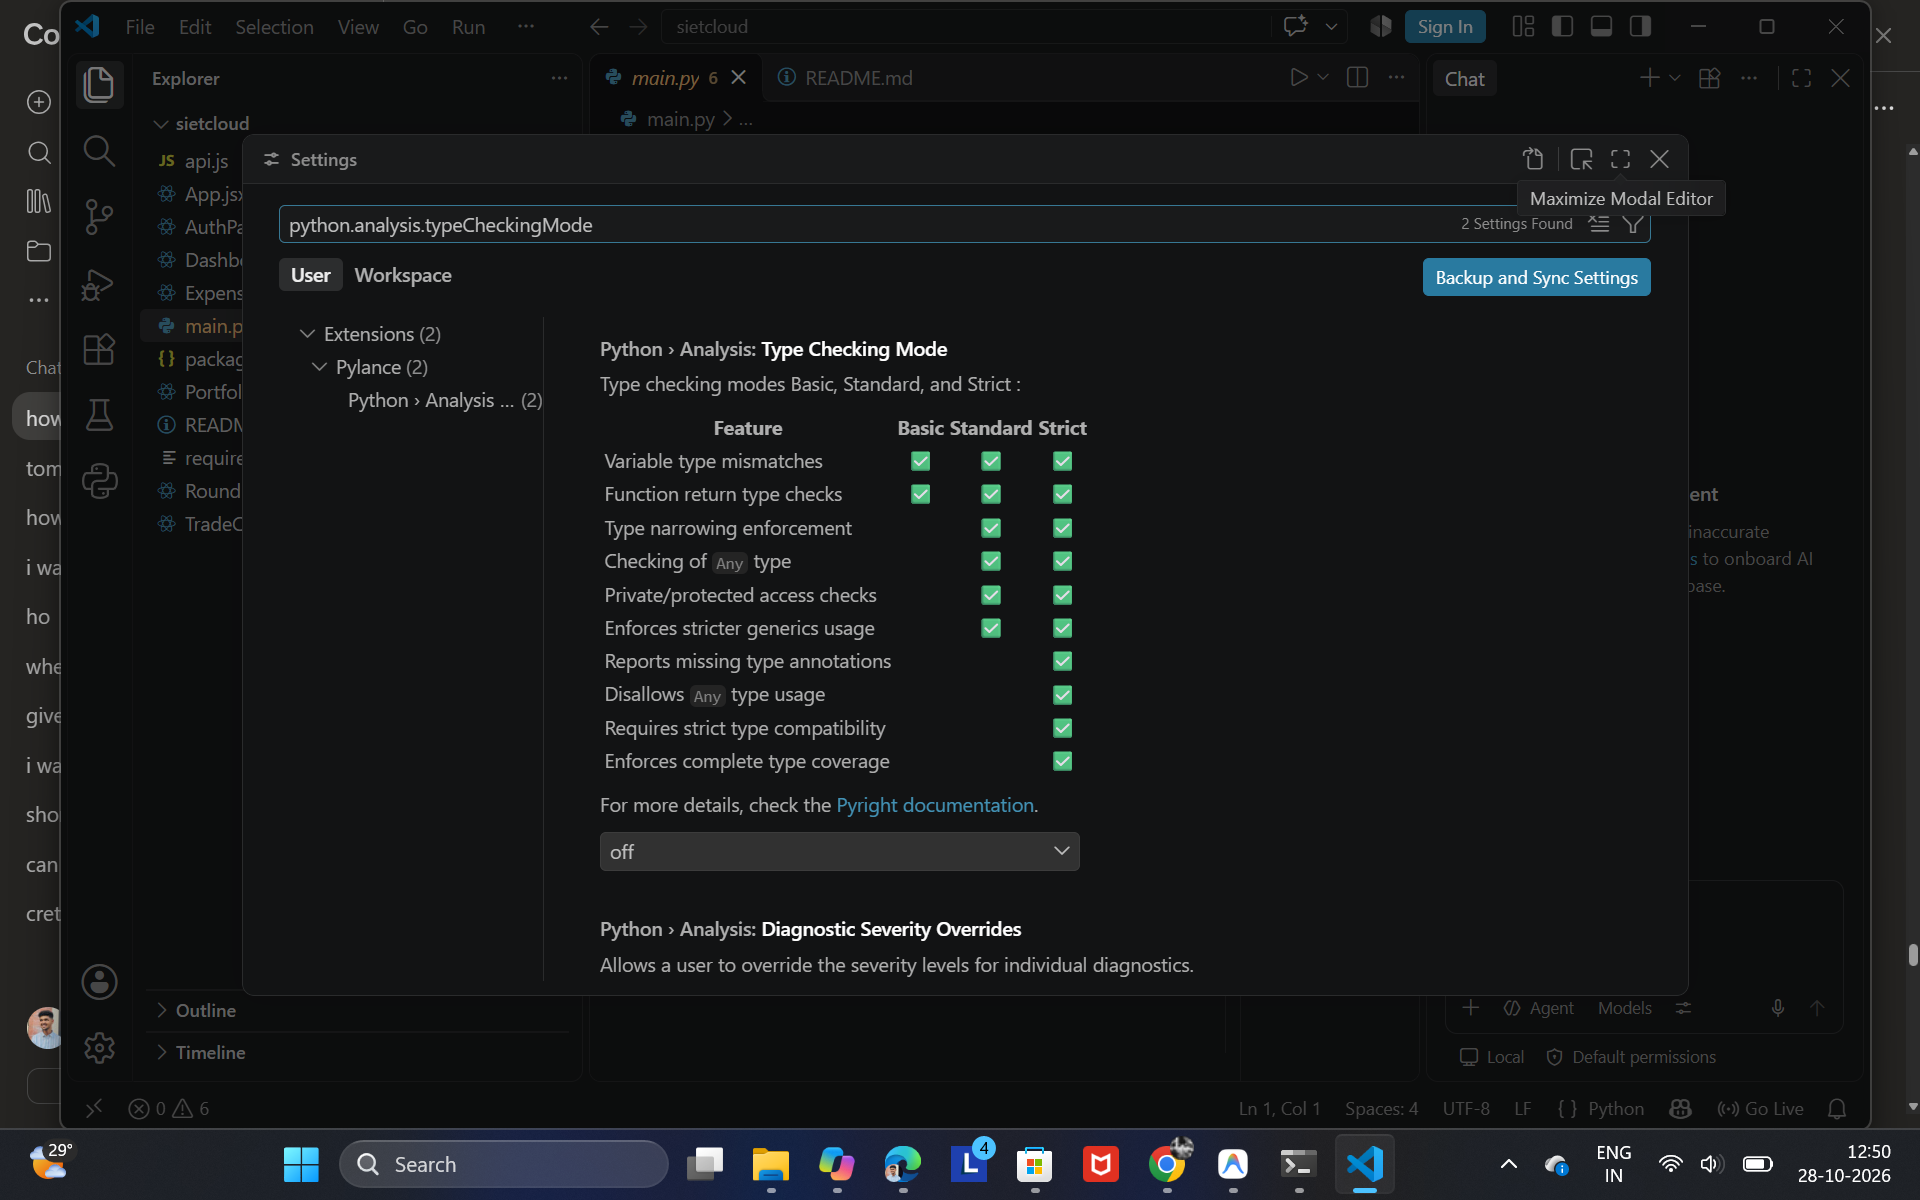 Co
File Edit Selection View Go Run ···
sietcloud
Sign In
Explorer
main.py 6
README.md
Chat
sietcloud
main.py > ...
JS api.js
Settings
App.jsx
Maximize Modal Editor
python.analysis.typeCheckingMode
2 Settings Found
AuthPa
Dashbo
User Workspace
Backup and Sync Settings
Expens
main.p
Extensions (2)
Python › Analysis: Type Checking Mode
{} packag
Chat
Pylance (2)
Type checking modes Basic, Standard, and Strict :
Portfol
Python › Analysis ... (2)
how
READM
Feature Basic Standard Strict
require
tom
Variable type mismatches
Round
Function return type checks
ent
how
TradeC
Type narrowing enforcement
inaccurate
i wa
Checking of Any type
s to onboard AI
ho
Private/protected access checks
base.
Enforces stricter generics usage
whe
Reports missing type annotations
give
Disallows Any type usage
Requires strict type compatibility
i wa
Enforces complete type coverage
sho
For more details, check the Pyright documentation.
can
off
cret
Python › Analysis: Diagnostic Severity Overrides
Allows a user to override the severity levels for individual diagnostics.
Outline
Agent Models
Timeline
Local Default permissions
0 6
Ln 1, Col 1 Spaces: 4 UTF-8 LF {} Python Go Live
29°
Search
L 4
ENG
IN
12:50
28-10-2026